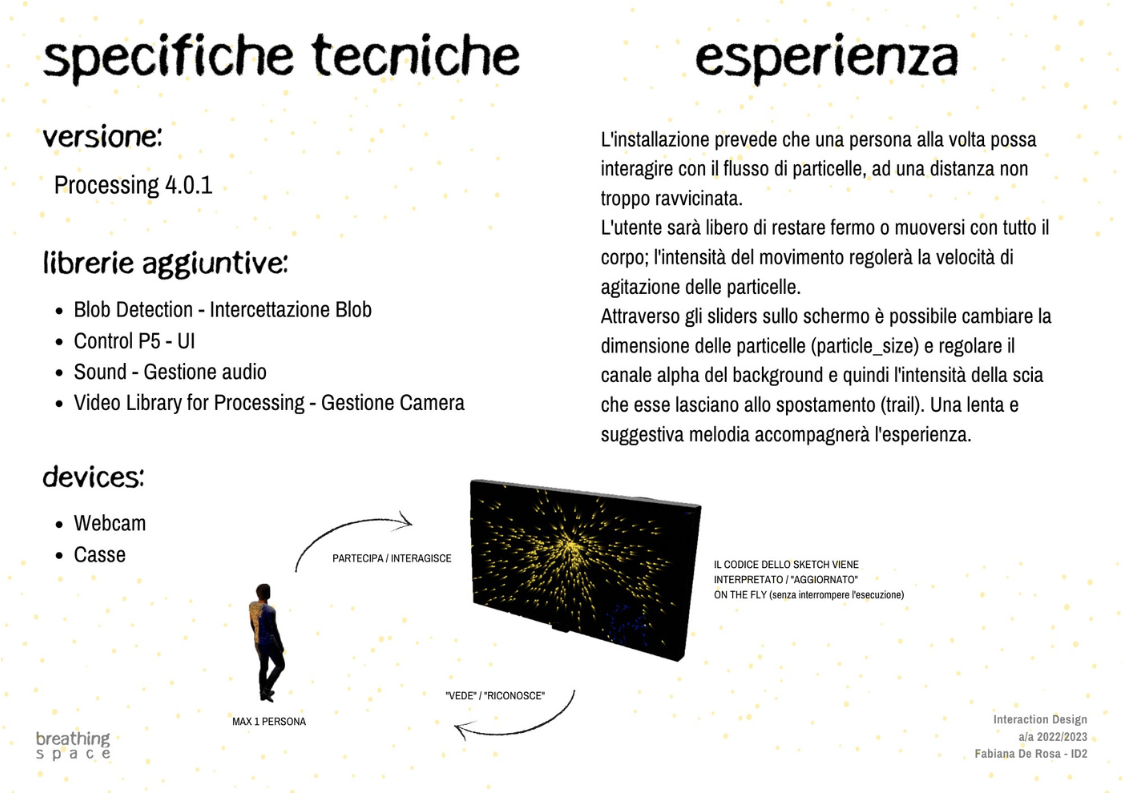 specifiche tecniche
versione:
Processing 4.0.1
librerie aggiuntive:
• Blob Detection - Intercettazione Blob
• Control P5 - UI
• Sound - Gestione audio
• Video Library for Processing - Gestione Camera
devices:
• Webcam
• Casse
esperienza
L'installazione prevede che una persona alla volta possa
interagire con il flusso di particelle, ad una distanza non
troppo ravvicinata.
L'utente sarà libero di restare fermo o muoversi con tutto il
corpo; l'intensità del movimento regolerà la velocità di
agitazione delle particelle.
Attraverso gli sliders sullo schermo è possibile cambiare la
dimensione delle particelle (particle_size) e regolare il
canale alpha del background e quindi l'intensità della scia
che esse lasciano allo spostamento (trail). Una lenta e
suggestiva melodia accompagnerà l'esperienza.
PARTECIPA / INTERAGISCE
IL CODICE DELLO SKETCH VIENE
INTERPRETATO / "AGGIORNATO"
ON THE FLY (senza interrompere l'esecuzione)
"VEDE" / "RICONOSCE"
MAX 1 PERSONA
breathing
space
Interaction Design
a/a 2022/2023
Fabiana De Rosa - ID2